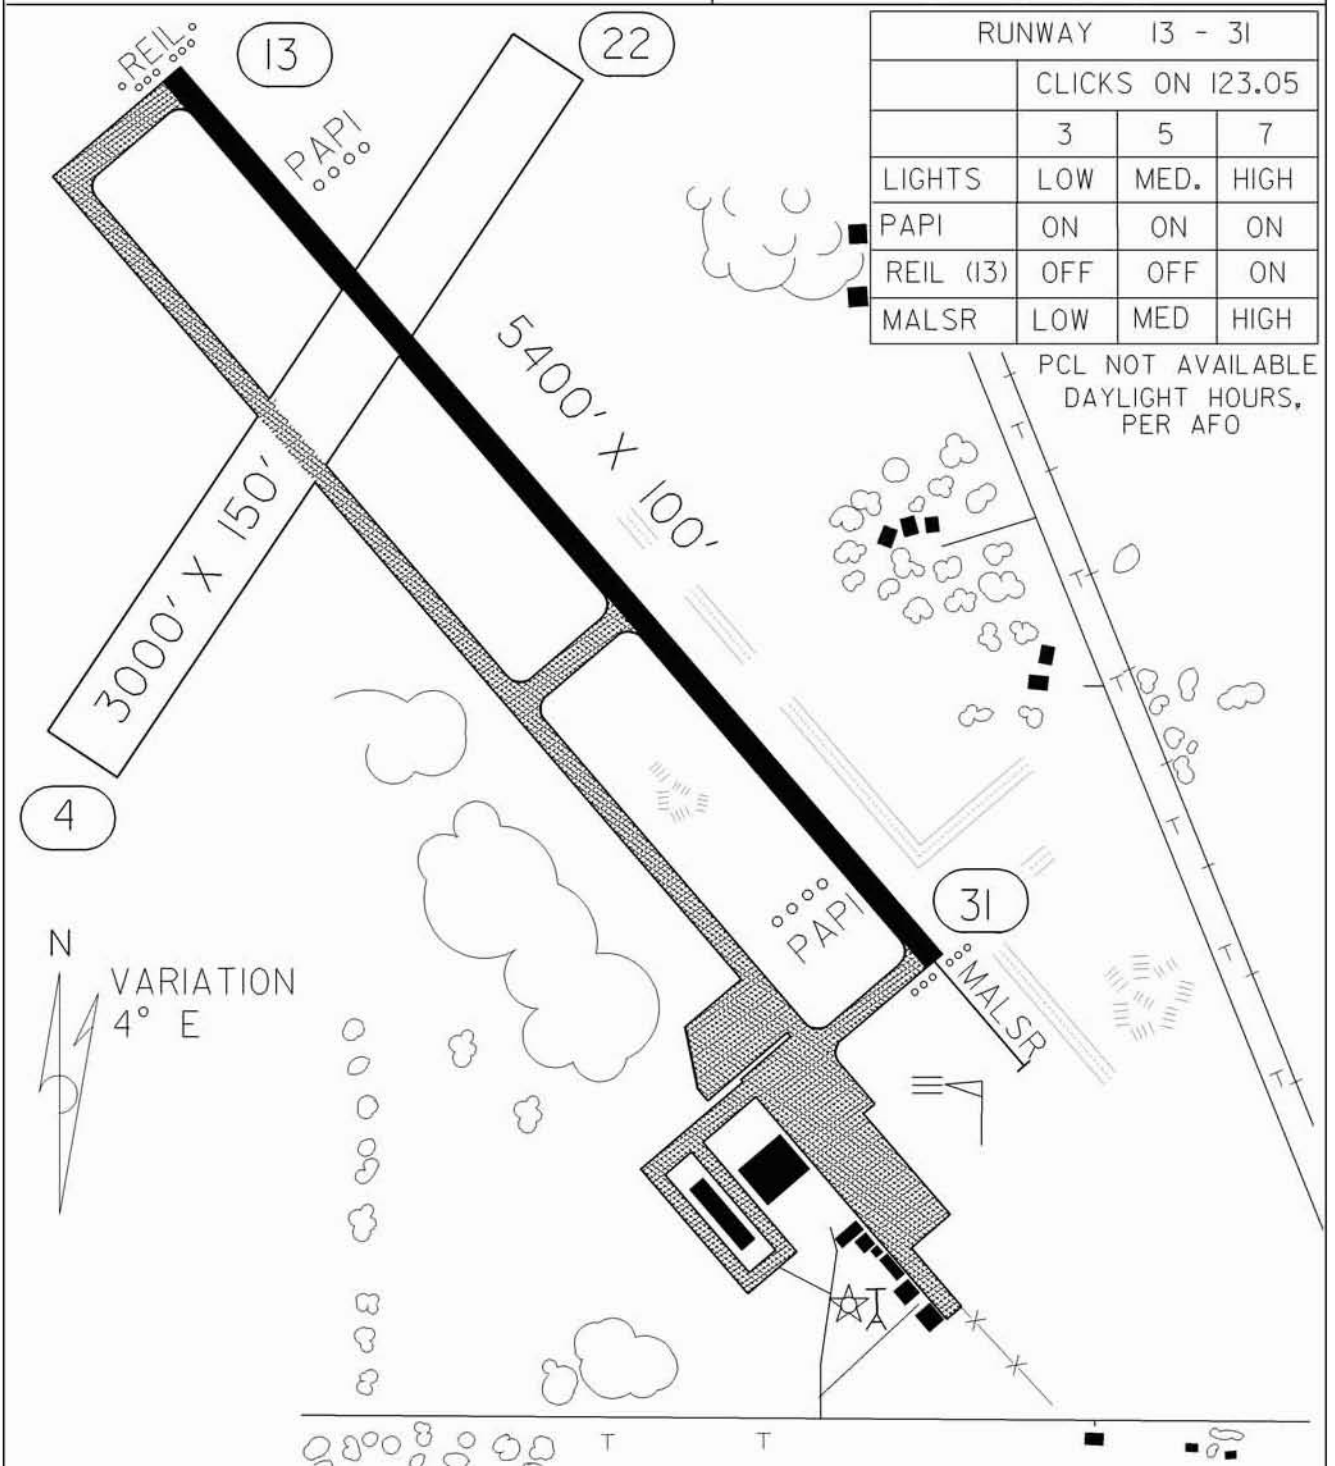 REIL
13
22
PAPI
RUNWAY 13 - 31
CLICKS ON 123.05
3 5 7
LIGHTS LOW MED. HIGH
PAPI ON ON ON
REIL (13) OFF OFF ON
MALSR LOW MED HIGH
PCL NOT AVAILABLE
DAYLIGHT HOURS,
PER AFO
5400' X 100'
3000' X 150'
4
31
PAPI
MALSR
N
VARIATION
4° E
T
T
T
T
T
T
T
T